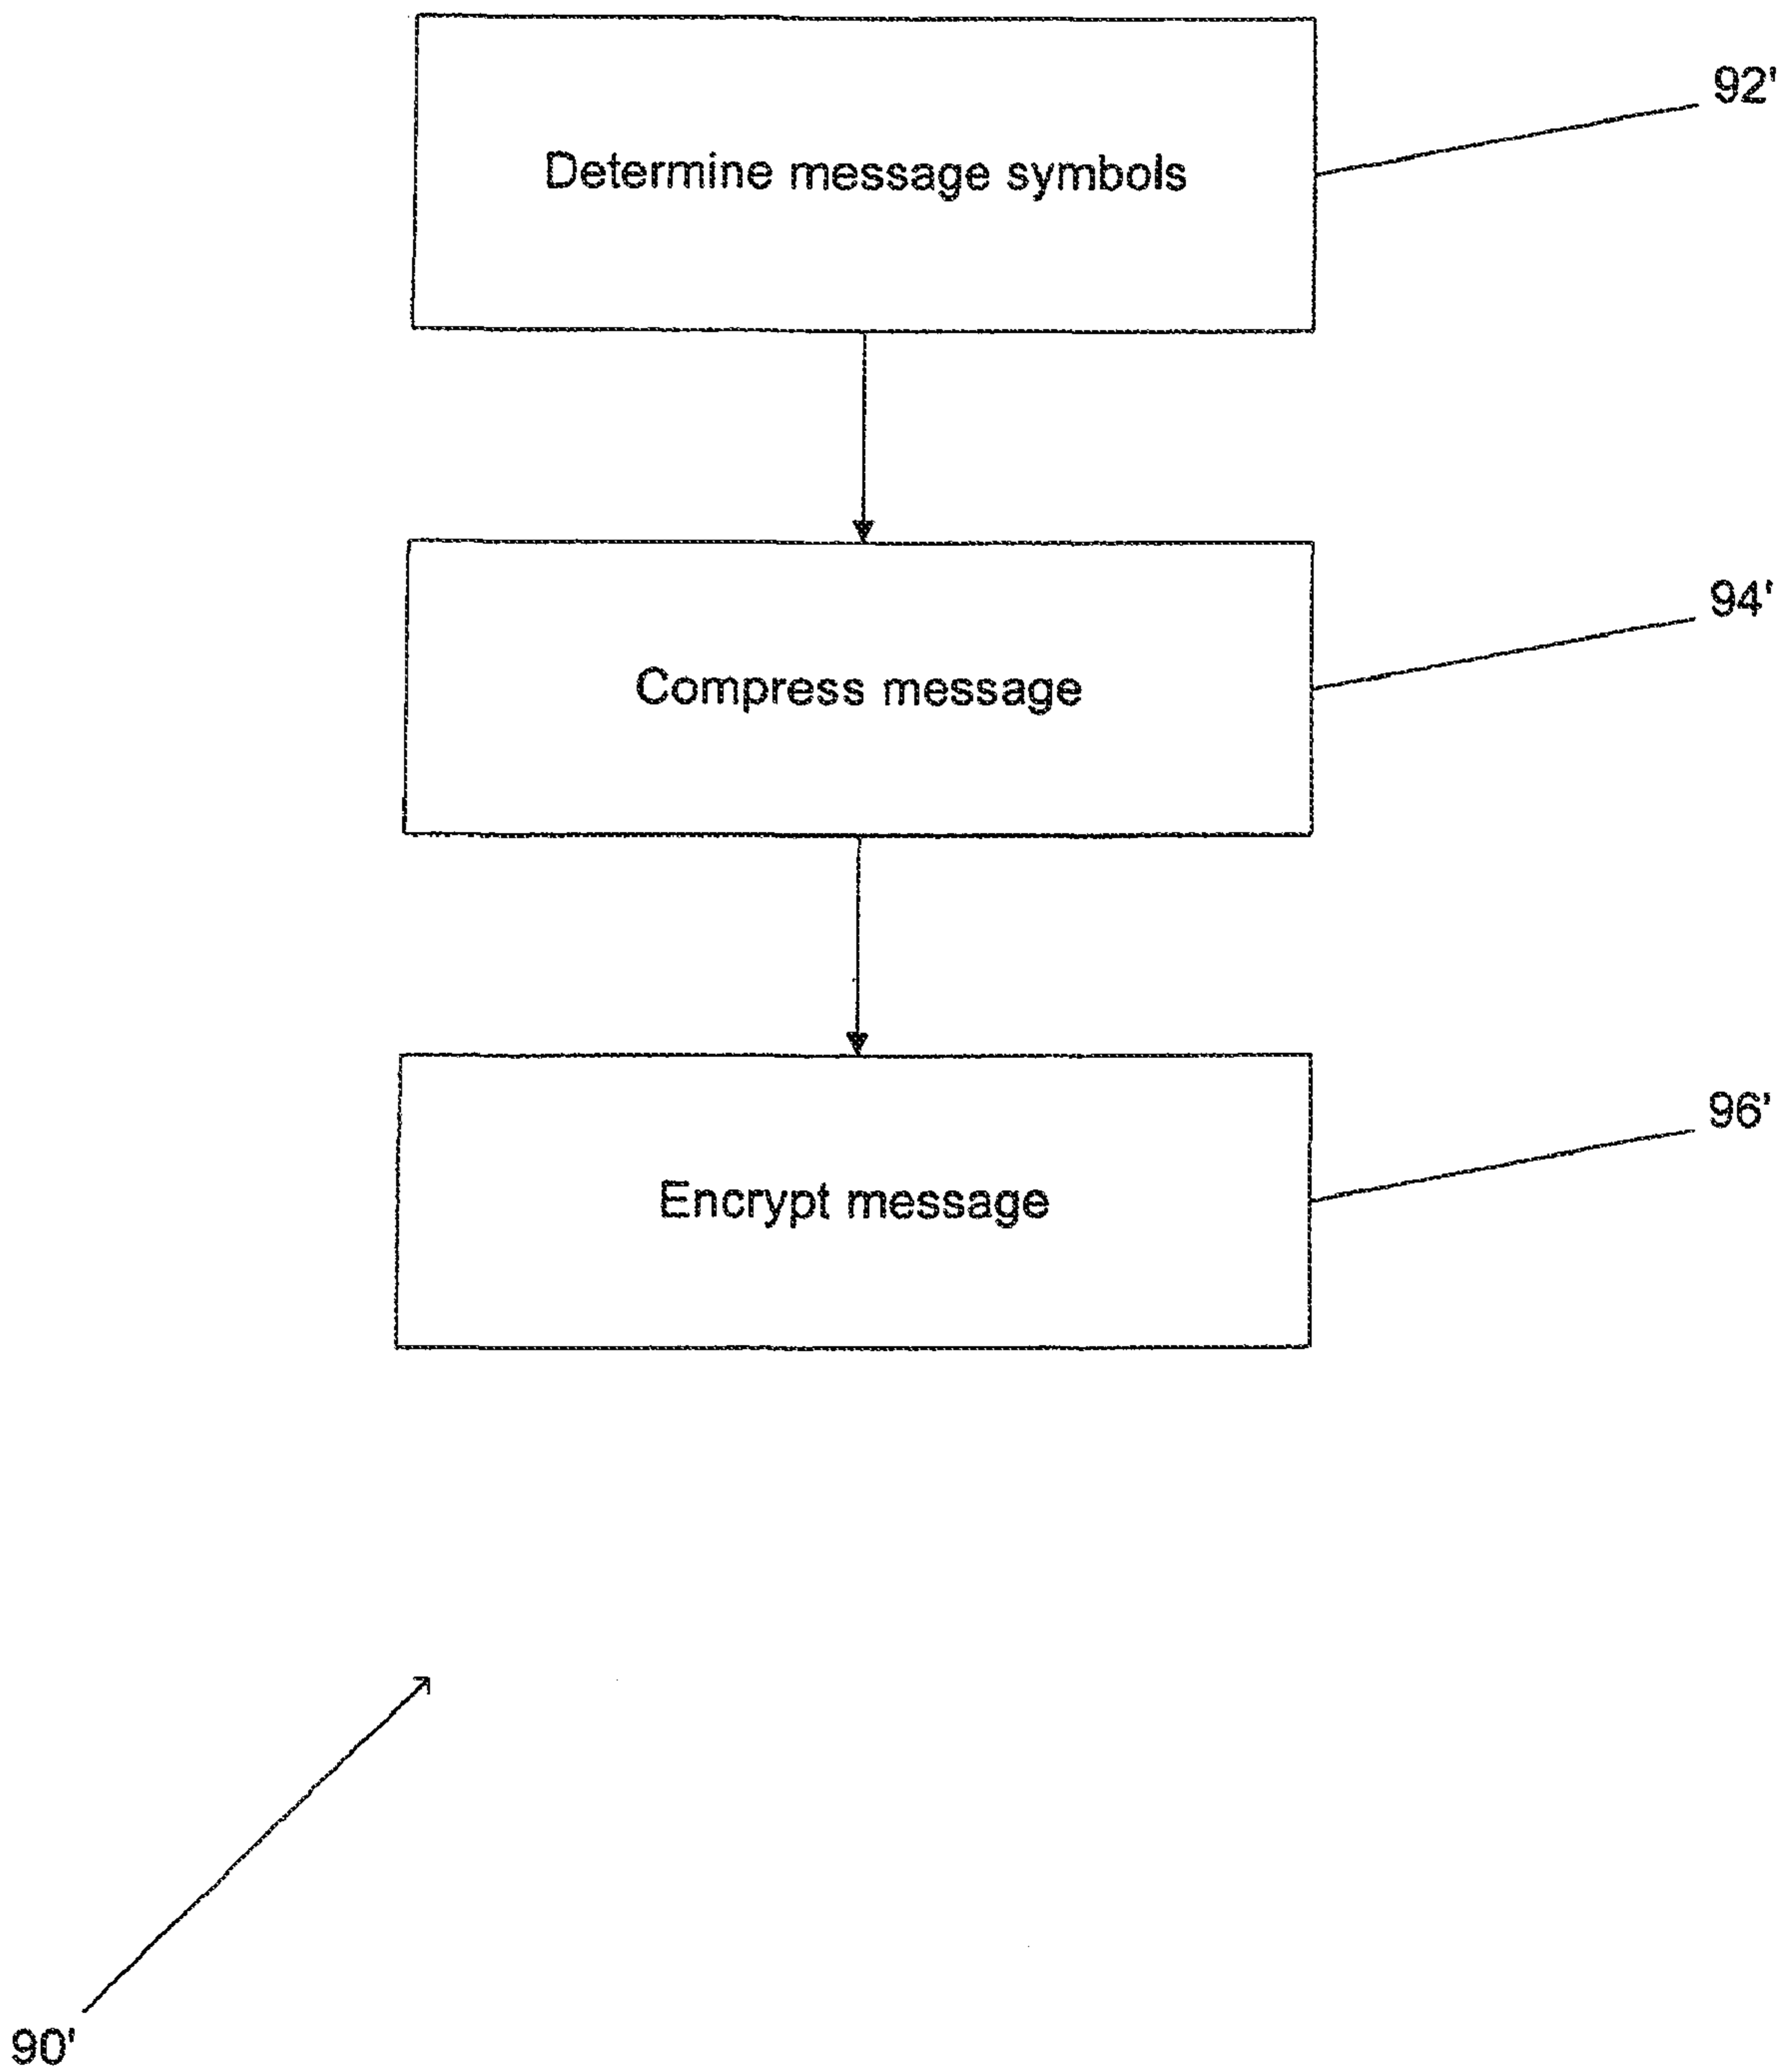 92'
Determine message symbols
94'
Compress message
96'
Encrypt message
90'